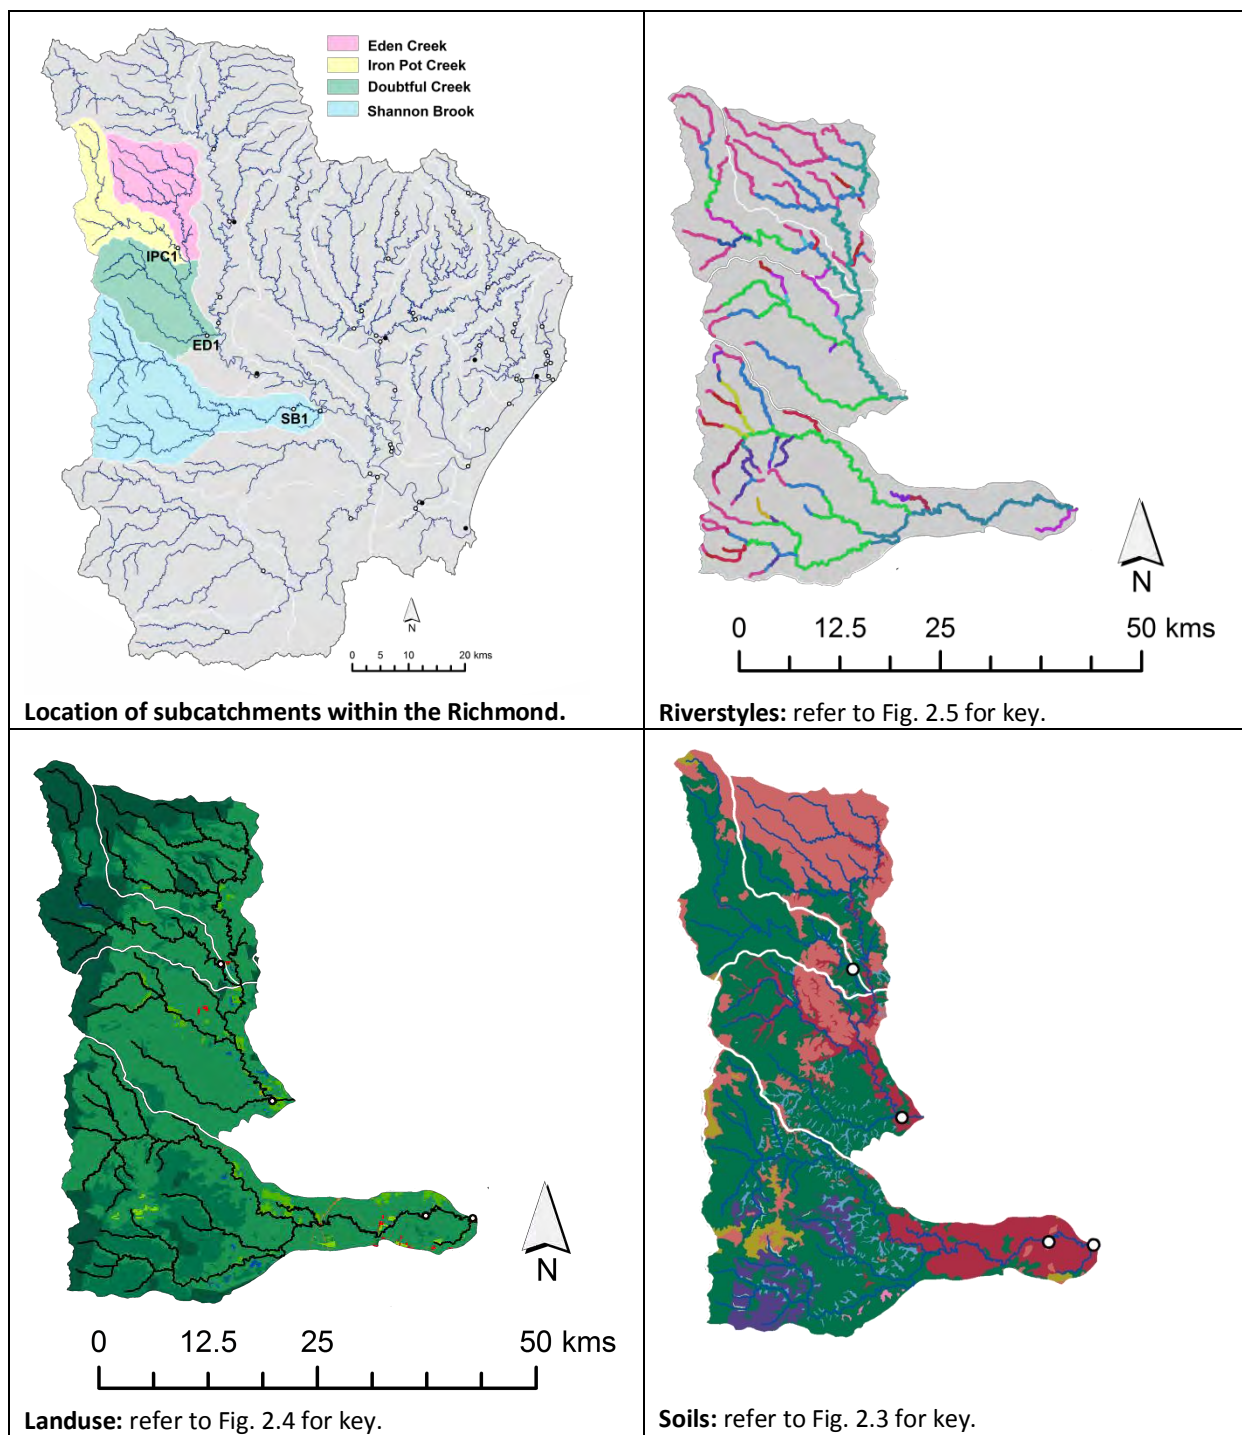 Eden Creek
Iron Pot Creek
Doubtful Creek
Shannon Brook
IPC1
ED1
SB1
N
0 5 10 20 kms
Location of subcatchments within the Richmond.
N
0 12.5 25 50 kms
Riverstyles: refer to Fig. 2.5 for key.
N
0 12.5 25 50 kms
Landuse: refer to Fig. 2.4 for key.
Soils: refer to Fig. 2.3 for key.